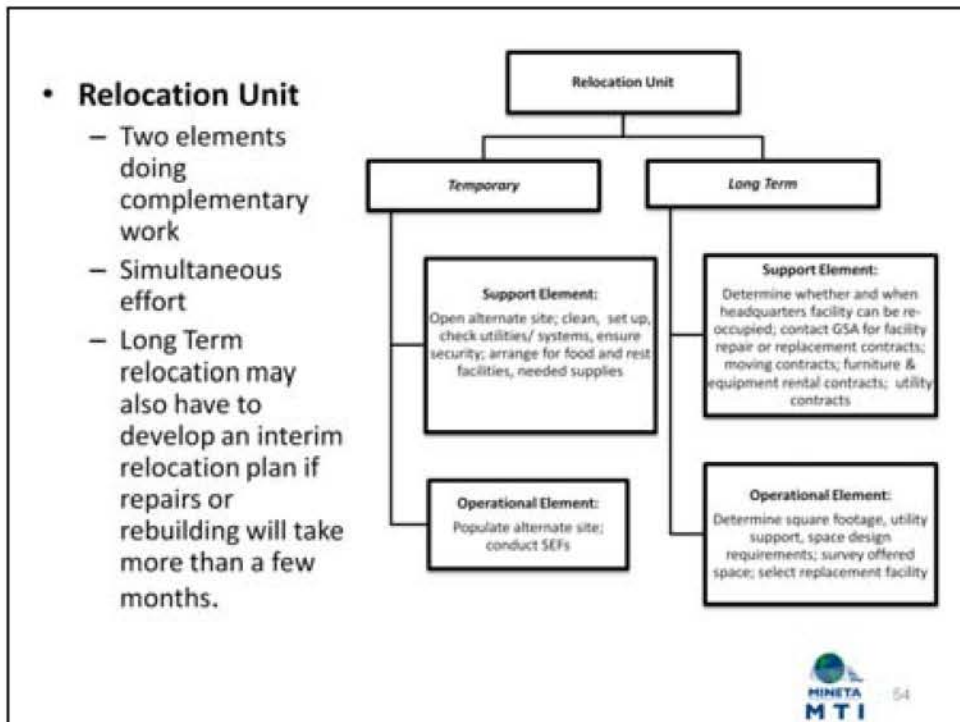 • Relocation Unit
– Two elements
doing
complementary
work
– Simultaneous
effort
– Long Term
relocation may
also have to
develop an interim
relocation plan if
repairs or
rebuilding will take
more than a few
months.
Relocation Unit
Temporary
Long Term
Support Element:
Open alternate site; clean, set up,
check utilities/ systems, ensure
security; arrange for food and rest
facilities, needed supplies
Operational Element:
Populate alternate site;
conduct SEFs
Support Element:
Determine whether and when
headquarters facility can be re-
occupied; contact GSA for facility
repair or replacement contracts;
moving contracts; furniture &
equipment rental contracts; utility
contracts
Operational Element:
Determine square footage, utility
support, space design
requirements; survey offered
space; select replacement facility
MINETA
MTI
54